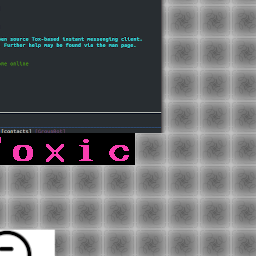 en source Tox-based instant messenging client.
Further help may be found via the man page.
me online
[contacts]
Toxic